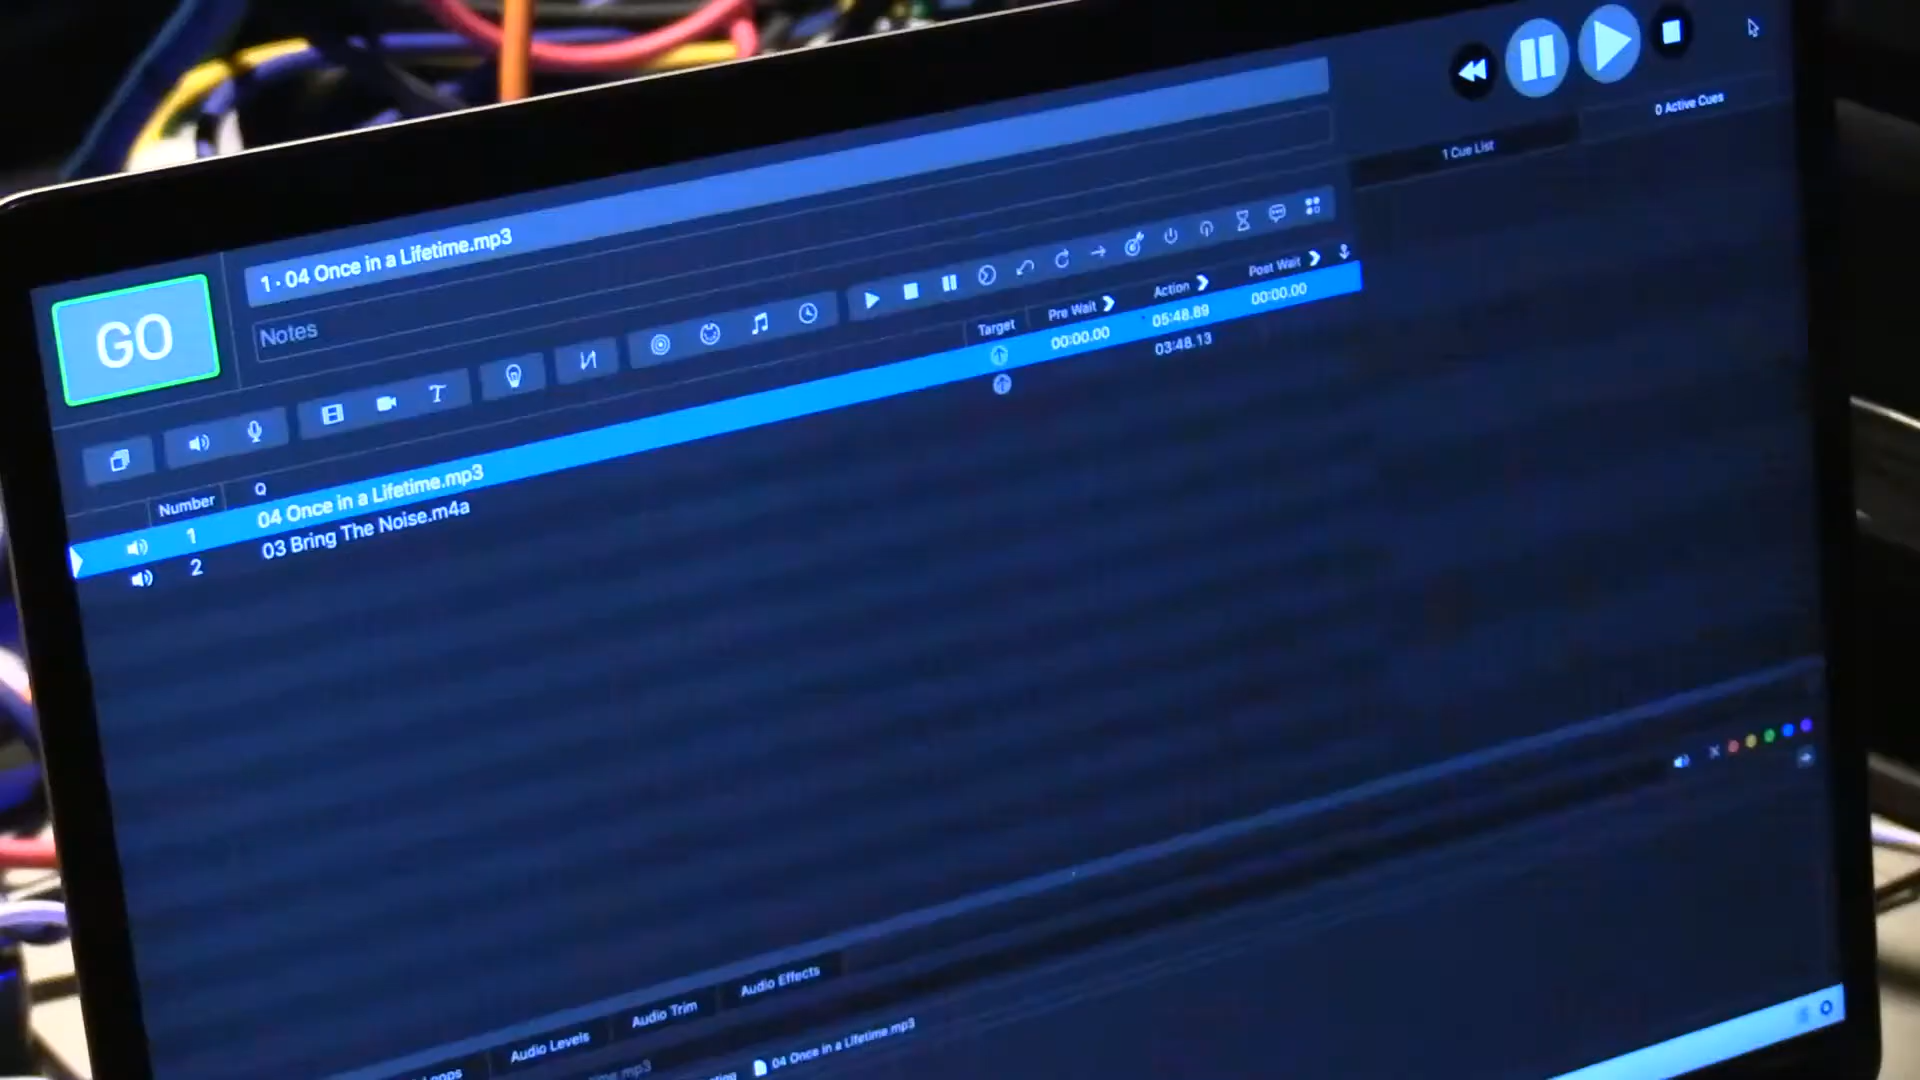 0 Active Cues
1 Cue List
1 · 04 Once in a Lifetime.mp3
GO
Notes
Number Q Target Pre Wait Action Post Wait
1 04 Once in a Lifetime.mp3 00:00.00 05:48.89 00:00.00
2 03 Bring The Noise.m4a 03:48.13
Audio Levels Audio Trim Audio Effects
04 Once in a Lifetime.mp3